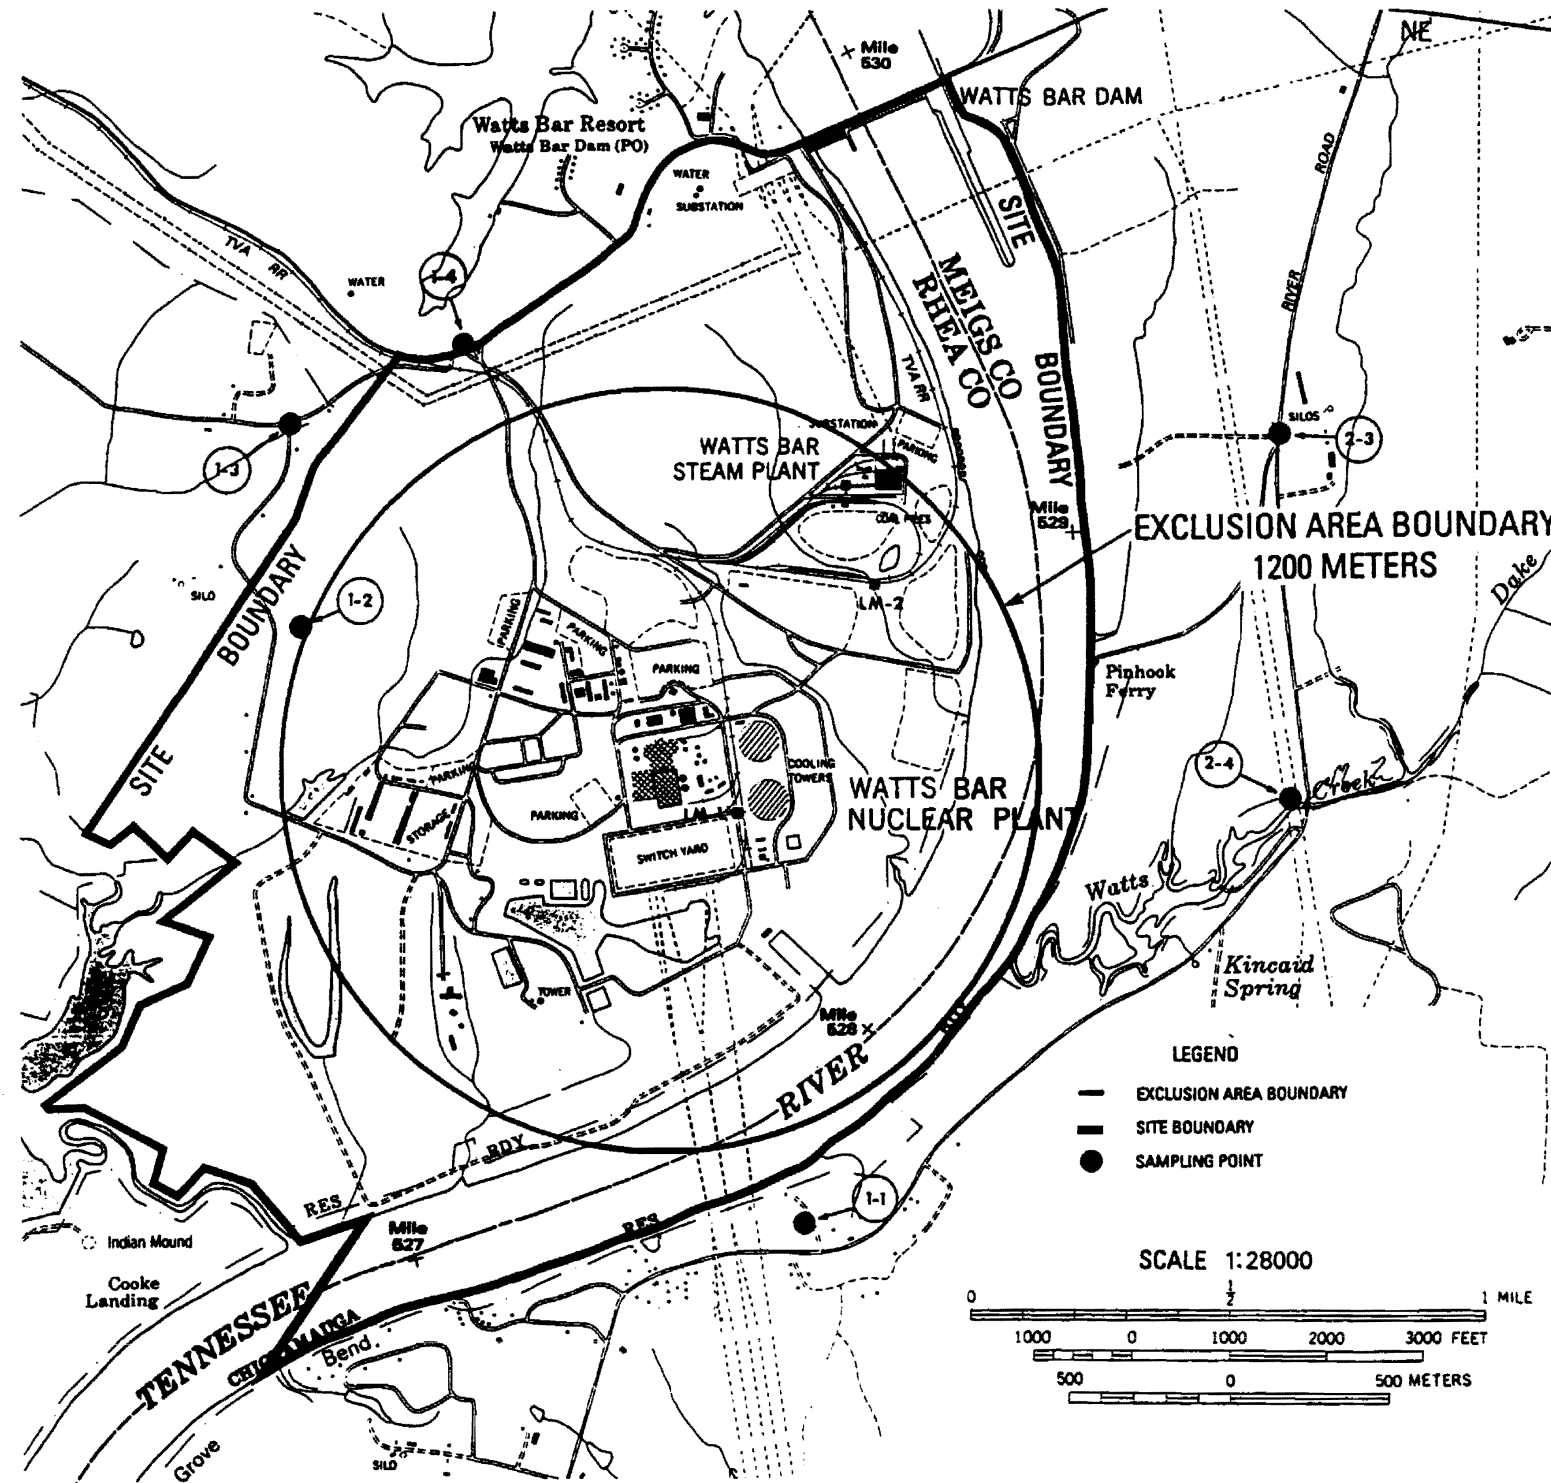 NE
Mile
530
WATTS BAR DAM
Watts Bar Resort
Watts Bar Dam (PO)
WATER
SUBSTATION
ROAD
RIVER
SITE
TVA RR
WATER
1-4
MEIGS CO
RHEA CO
TVA RR
BOUNDARY
SILOS
2-3
1-3
SUBSTATION
PARKING
WATTS BAR
STEAM PLANT
COAL PILES
Mile
529
EXCLUSION AREA BOUNDARY
1200 METERS
Dake
SILO
BOUNDARY
1-2
LM-2
PARKING
PARKING
PARKING
Pinhook
Ferry
SITE
PARKING
COOLING
TOWERS
WATTS BAR
NUCLEAR PLANT
2-4
Creek
STORAGE
PARKING
SWITCH YARD
Watts
Kincaid
Spring
TOWER
Mile
528
BDY
RIVER
LEGEND
EXCLUSION AREA BOUNDARY
SITE BOUNDARY
SAMPLING POINT
BDY
RES
1-1
RES
Mile
527
Indian Mound
Cooke
Landing
TENNESSEE
CHICKAMAUGA
Bend
Grove
SILO
SCALE 1:28000
0 1/2 1 MILE
1000 0 1000 2000 3000 FEET
500 0 500 METERS